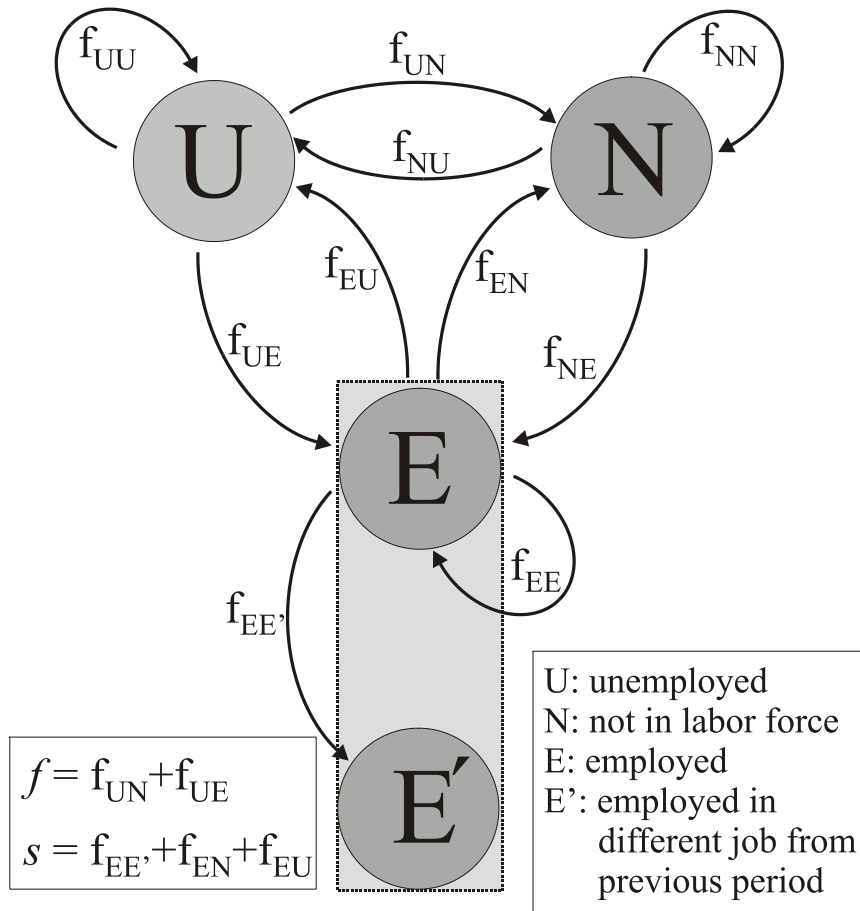 f_UU
f_UN
f_NN
U
N
f_NU
f_EU
f_EN
f_UE
f_NE
E
f_EE
f_EE’
E′
f = f_UN+f_UE
s = f_EE’+f_EN+f_EU
U: unemployed
N: not in labor force
E: employed
E’: employed in
different job from
previous period